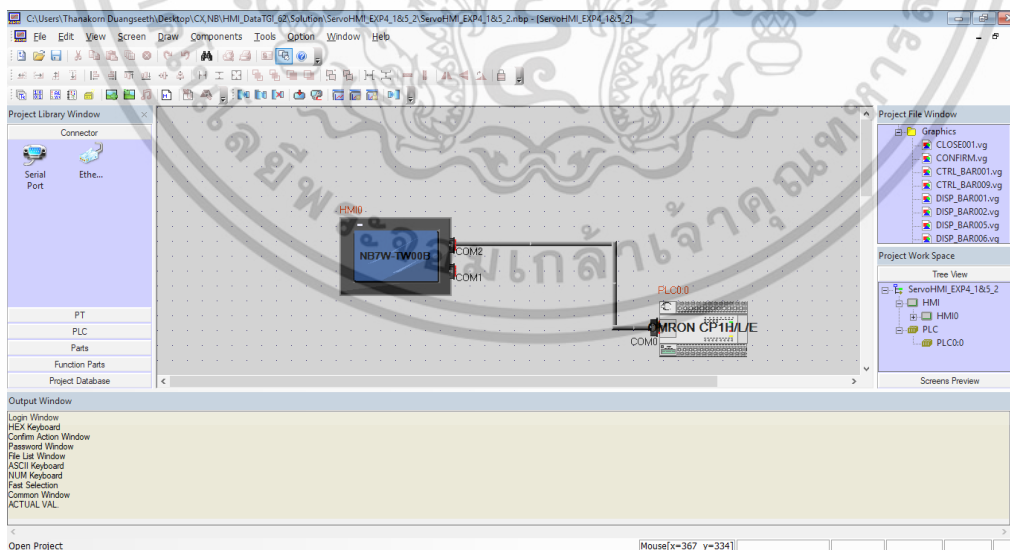 C:\Users\Thanakorn Duangseeth\Desktop\CX_NB\HMI_DataTGI_62\Solution\ServoHMI_EXP4_1&5_2\ServoHMI_EXP4_1&5_2.nbp - [ServoHMI_EXP4_1&5_2]
File Edit View Screen Draw Components Tools Option Window Help
Project Library Window
Connector
Serial Port
Ethe...
PT
PLC
Parts
Function Parts
Project Database
HMI0
NB7W-TW00B
COM2
COM1
PLC0:0
OMRON CP1H/L/E
COM0
Project File Window
Graphics
CLOSE001.vg
CONFIRM.vg
CTRL_BAR001.vg
CTRL_BAR009.vg
DISP_BAR001.vg
DISP_BAR002.vg
DISP_BAR005.vg
DISP_BAR006.vg
Project Work Space
Tree View
ServoHMI_EXP4_1&5_2
HMI
HMI0
PLC
PLC0:0
Screens Preview
Output Window
Login Window
HEX Keyboard
Confirm Action Window
Password Window
File List Window
ASCII Keyboard
NUM Keyboard
Fast Selection
Common Window
ACTUAL VAL.
Open Project
Mouse[x=367 y=334]